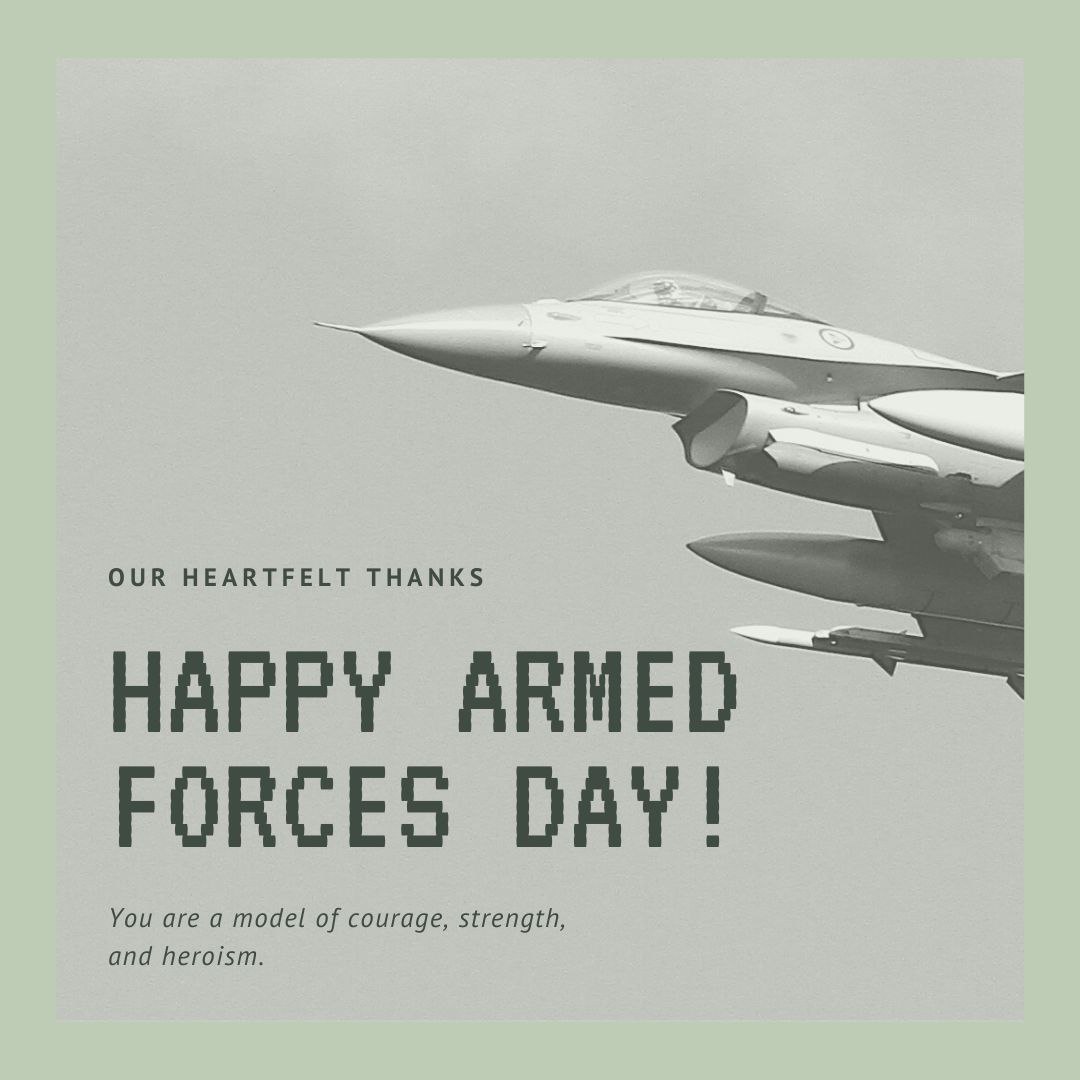 OUR HEARTFELT THANKS
HAPPY ARMED
FORCES DAY!
You are a model of courage, strength,
and heroism.